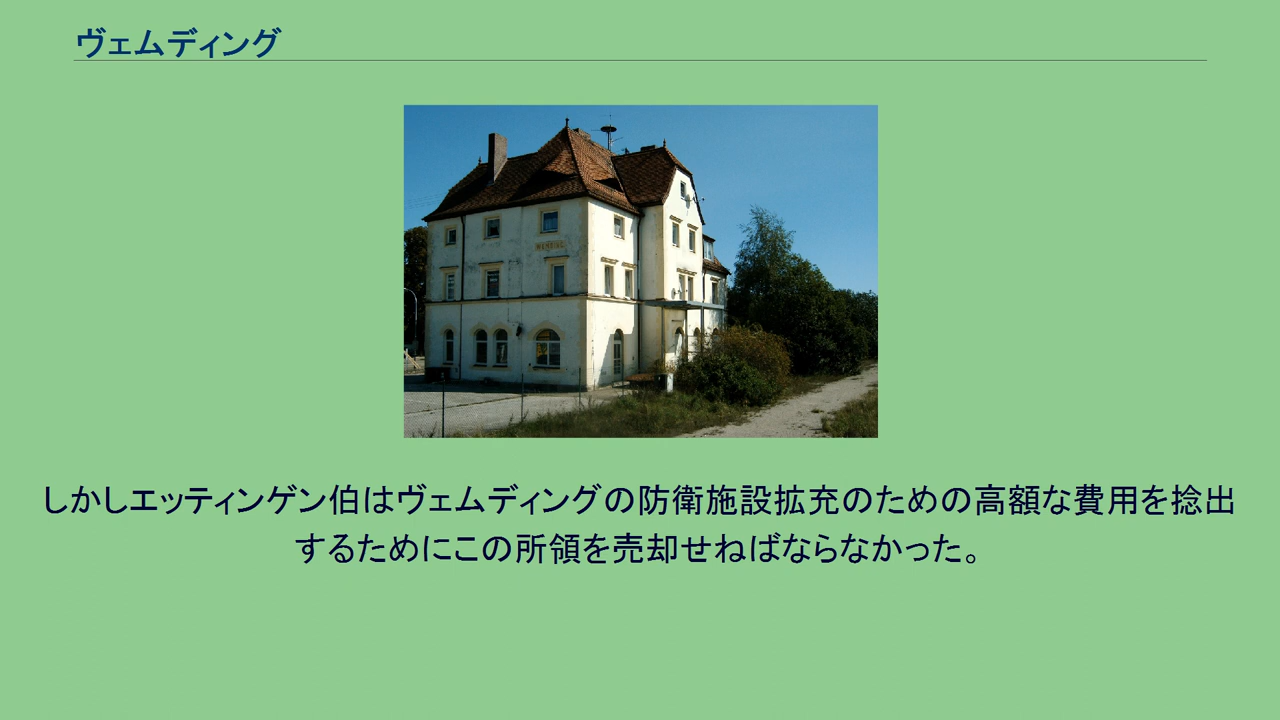 ヴェムディング
しかしエッティンゲン伯はヴェムディングの防衛施設拡充のための高額な費用を捻出
するためにこの所領を売却せねばならなかった。